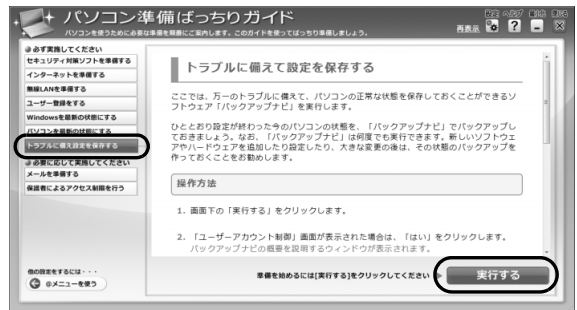 パソコン準備ばっちりガイド
パソコンを使うために必要な準備を順番にご案内します。このガイドを使ってばっちり準備しましょう。
再表示
設定
ヘルプ
最小化
閉じる
必ず実施してください
セキュリティ対策ソフトを準備する
インターネットを準備する
無線LANを準備する
ユーザー登録をする
Windowsを最新の状態にする
パソコンを最新の状態にする
トラブルに備え設定を保存する
必要に応じて実施してください
メールを準備する
保護者によるアクセス制限を行う
他の設定をするには・・・
@メニューを使う
トラブルに備えて設定を保存する
ここでは、万一のトラブルに備えて、パソコンの正常な状態を保存しておくことができるソ
フトウェア「バックアップナビ」を実行します。
ひととおり設定が終わった今のパソコンの状態を、「バックアップナビ」でバックアップし
ておきましょう。なお、「バックアップナビ」は何度でも実行できます。新しいソフトウェ
アやハードウェアを追加したり設定したり、大きな変更の後は、その状態のバックアップを
作っておくことをお勧めします。
操作方法
1. 画面下の「実行する」をクリックします。
2. 「ユーザーアカウント制御」画面が表示された場合は、「はい」をクリックします。
バックアップナビの概要を説明するウィンドウが表示されます。
準備を始めるには[実行する]をクリックしてください
実行する